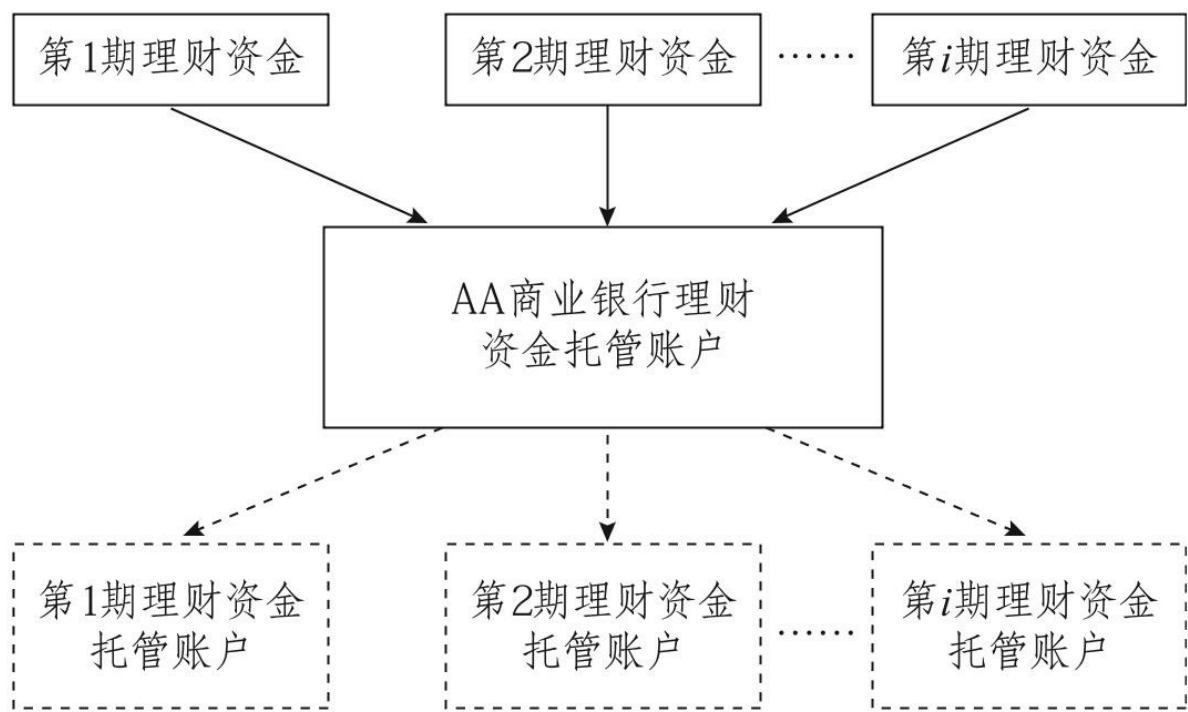 第1期理财资金
第2期理财资金
……
第i期理财资金
AA商业银行理财
资金托管账户
第1期理财资金
托管账户
第2期理财资金
托管账户
……
第i期理财资金
托管账户